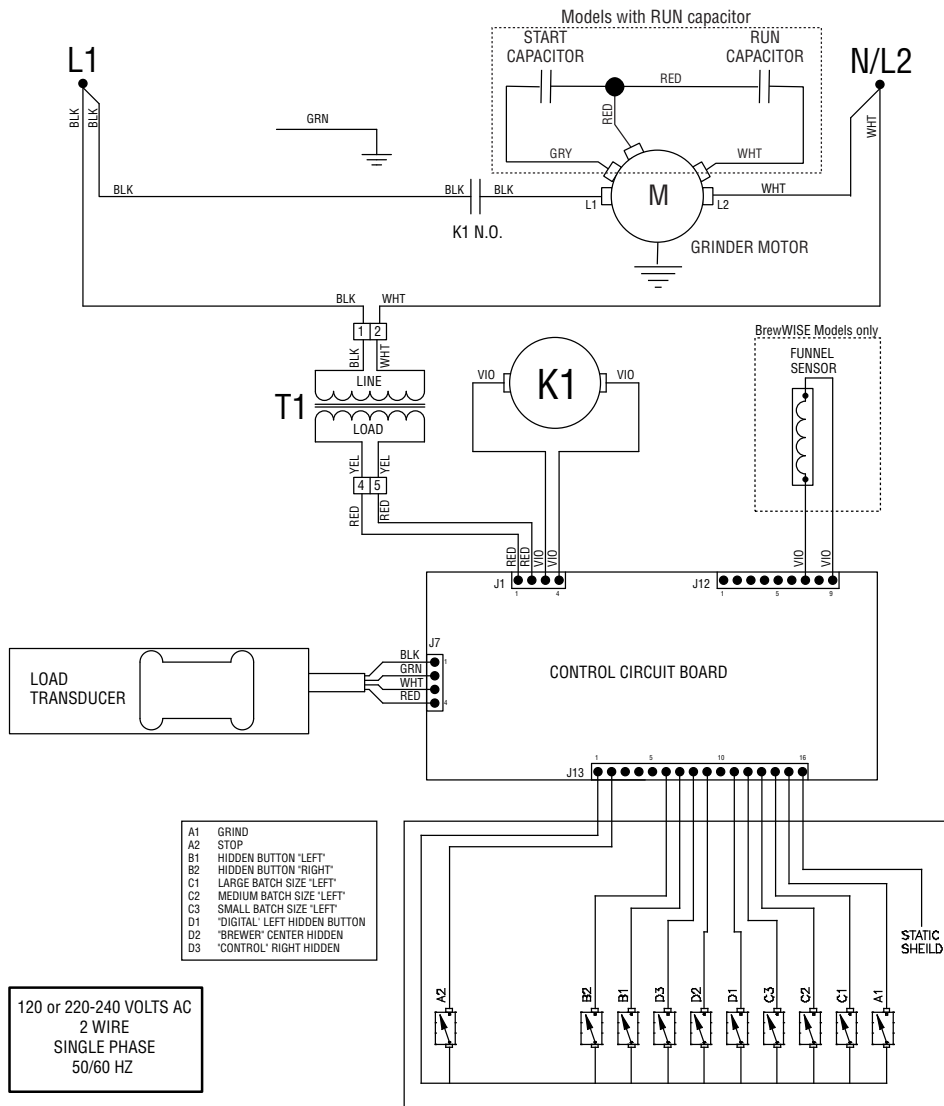 Models with RUN capacitor
START
CAPACITOR
RUN
CAPACITOR
L1
N/L2
RED
RED
BLK
BLK
GRN
WHT
GRY
WHT
BLK
BLK
BLK
L1
M
L2
WHT
K1 N.O.
GRINDER MOTOR
BLK
WHT
1 2
BLK
WHT
LINE
T1
LOAD
YEL
YEL
4 5
RED
RED
VIO
K1
VIO
BrewWISE Models only
FUNNEL
SENSOR
RED
RED
VIO
VIO
VIO
VIO
J1
1
4
J12
1
5
9
J7
BLK
GRN
WHT
RED
1
4
LOAD
TRANSDUCER
CONTROL CIRCUIT BOARD
J13
1
5
10
16
A1 GRIND
A2 STOP
B1 HIDDEN BUTTON "LEFT"
B2 HIDDEN BUTTON "RIGHT"
C1 LARGE BATCH SIZE "LEFT"
C2 MEDIUM BATCH SIZE "LEFT"
C3 SMALL BATCH SIZE "LEFT"
D1 "DIGITAL' LEFT HIDDEN BUTTON
D2 "BREWER" CENTER HIDDEN
D3 "CONTROL" RIGHT HIDDEN
STATIC
SHEILD
A2
B2
B1
D3
D2
D1
C3
C2
C1
A1
120 or 220-240 VOLTS AC
2 WIRE
SINGLE PHASE
50/60 HZ